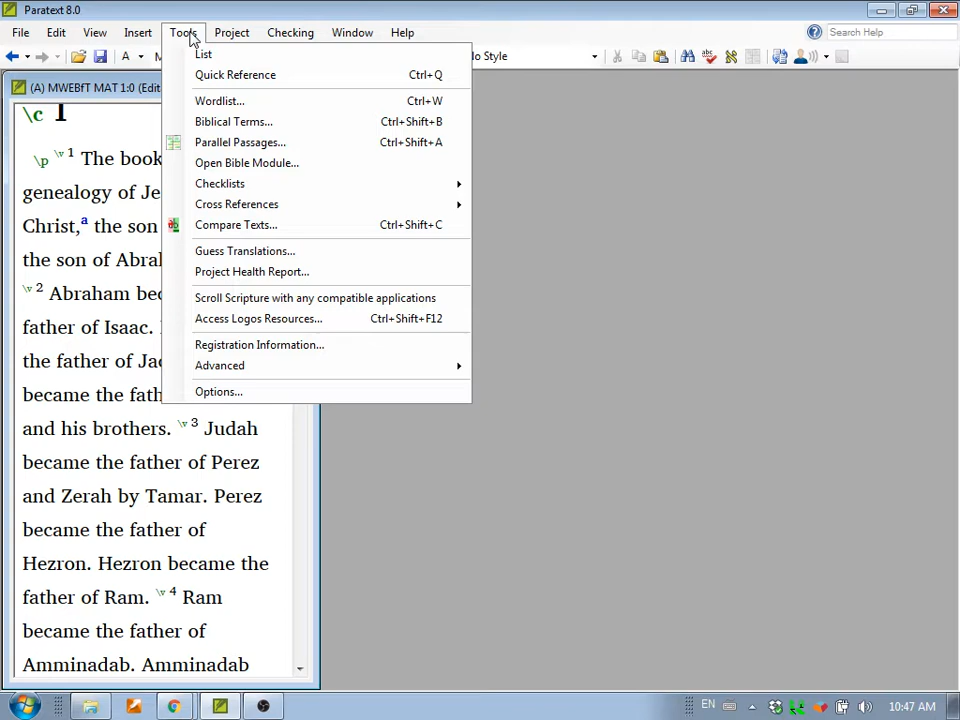 Paratext 8.0
File Edit View Insert Tools Project Checking Window Help Search Help
A
(A) MWEBfT MAT 1:0 (Edit
List
Quick Reference Ctrl+Q
Wordlist... Ctrl+W
Biblical Terms... Ctrl+Shift+B
Parallel Passages... Ctrl+Shift+A
Open Bible Module...
Checklists
Cross References
Compare Texts... Ctrl+Shift+C
Guess Translations...
Project Health Report...
Scroll Scripture with any compatible applications
Access Logos Resources... Ctrl+Shift+F12
Registration Information...
Advanced
Options...
\c 1
\p \v 1 The book
genealogy of Je
Christ,a the son
the son of Abrah
\v 2 Abraham bec
father of Isaac.
the father of Jac
became the fathe
and his brothers. \v 3 Judah
became the father of Perez
and Zerah by Tamar. Perez
became the father of
Hezron. Hezron became the
father of Ram. \v 4 Ram
became the father of
Amminadab. Amminadab
EN 10:47 AM